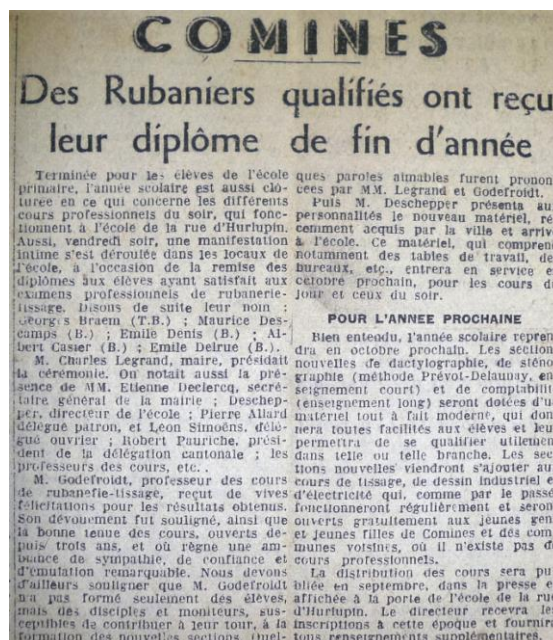 COMINES
Des Rubaniers qualifiés ont reçu
leur diplôme de fin d'année
Terminée pour les élèves de l'école
primaire, l'année scolaire est aussi clô-
turée en ce qui concerne les différents
cours professionnels du soir, qui fonc-
tionnent à l'école de la rue d'Hurlupin.
Aussi, vendredi soir, une manifestation
intime s'est déroulée dans les locaux de
l'école, à l'occasion de la remise des
diplômes aux élèves ayant satisfait aux
examens professionnels de rubanerie-
tissage. Disons de suite leur nom :
Georges Braem (T.B.) ; Maurice Des-
camps (B.) ; Emile Denis (B.) ; Al-
bert Casier (B.) ; Emile Delrue (B.).
M. Charles Legrand, maire, présidait
la cérémonie. On notait aussi la pré-
sence de MM. Etienne Declercq, secré-
taire général de la mairie ; Deschep-
per, directeur de l'école ; Pierre Allard
délégué patron, et Léon Simoëns, délé-
gué ouvrier ; Robert Pauriche, prési-
dent de la délégation cantonale ; les
professeurs des cours, etc..
M. Godefroidt, professeur des cours
de rubanerie-tissage, reçut de vives
félicitations pour les résultats obtenus.
Son dévouement fut souligné, ainsi que
la bonne tenue des cours, ouverts de-
puis trois ans, et où règne une am-
biance de sympathie, de confiance et
d'émulation remarquable. Nous devons
d'ailleurs souligner que M. Godefroidt
n'a pas formé seulement des élèves,
mais des disciples et moniteurs, sus-
ceptibles de contribuer à leur tour, à la
formation des nouvelles sections. Quel-
ques paroles aimables furent pronon
cées par MM. Legrand et Godefroidt.
Puis M. Deschepper présenta au
personnalités le nouveau matériel, ré
comment acquis par la ville et arriv
à l'école. Ce matériel, qui compren
notamment des tables de travail, de
bureaux, etc., entrera en service e
octobre prochain, pour les cours d
jour et ceux du soir.
POUR L'ANNEE PROCHAINE
Bien entendu, l'année scolaire repren
dra en octobre prochain. Les section
nouvelles de dactylographie, de sténo
graphie (méthode Prévot-Delaunay, en
seignement court) et de comptabilit
(enseignement long) seront dotées d'u
matériel tout à fait moderne, qui don
nera toutes facilités aux élèves et leu
permettra de se qualifier utilemen
dans telle ou telle branche. Les sec
tions nouvelles viendront s'ajouter au
cours de tissage, de dessin industriel e
d'électricité qui, comme par le passé
fonctionneront régulièrement et seron
ouverts gratuitement aux jeunes gen
et jeunes filles de Comines et des com
munes voisines, où il n'existe pas d
cours professionnels.
La distribution des cours sera pu
bliée en septembre, dans la presse e
affichée à la porte de l'école de la ru
d'Hurlupin. Le directeur recevra le
inscriptions à cette époque et fournir
tous renseignements supplémentaires.